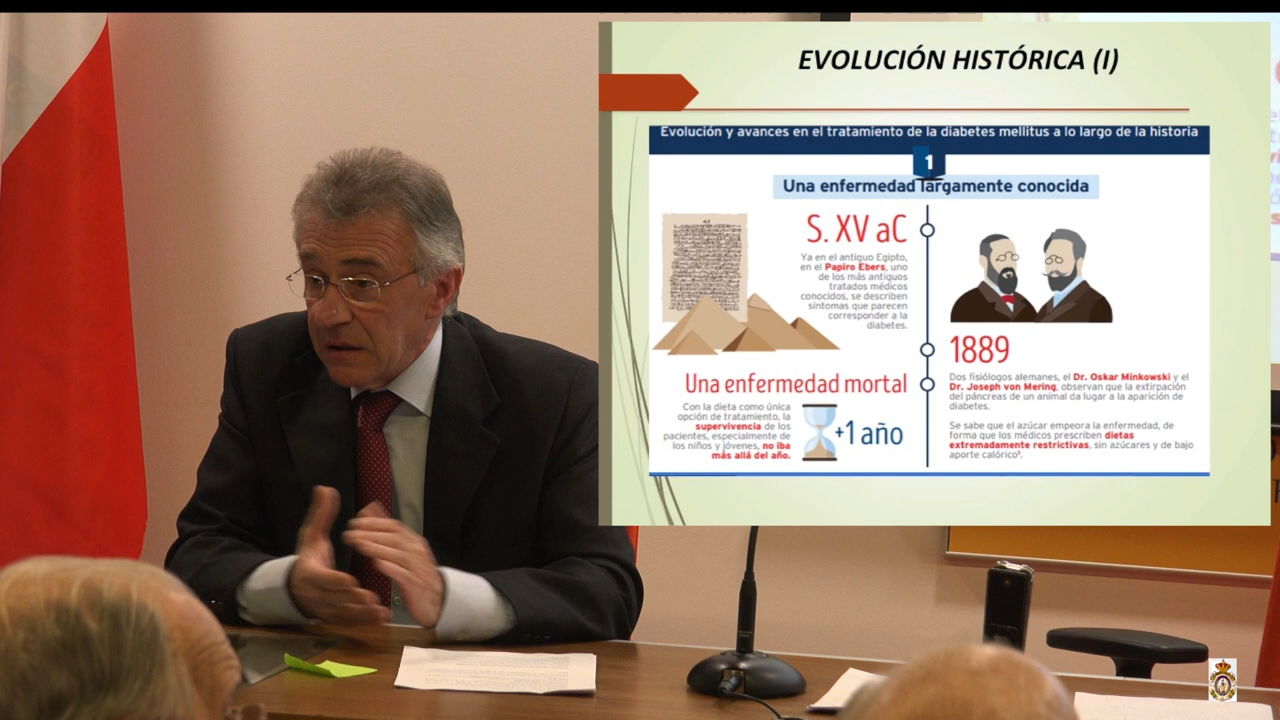 EVOLUCIÓN HISTÓRICA (I)
Evolución y avances en el tratamiento de la diabetes mellitus a lo largo de la historia
1
Una enfermedad largamente conocida
S. XV aC
Ya en el antiguo Egipto,
en el Papiro Ebers, uno
de los más antiguos
tratados médicos
conocidos, se describen
síntomas que parecen
corresponder a la
diabetes.
Una enfermedad mortal
Con la dieta como única
opción de tratamiento, la
supervivencia de los
pacientes, especialmente de
los niños y jóvenes, no iba
más allá del año.
+1 año
1889
Dos fisiólogos alemanes, el Dr. Oskar Minkowski y el
Dr. Joseph von Mering, observan que la extirpación
del páncreas de un animal da lugar a la aparición de
diabetes.
Se sabe que el azúcar empeora la enfermedad, de
forma que los médicos prescriben dietas
extremadamente restrictivas, sin azúcares y de bajo
aporte calórico³.